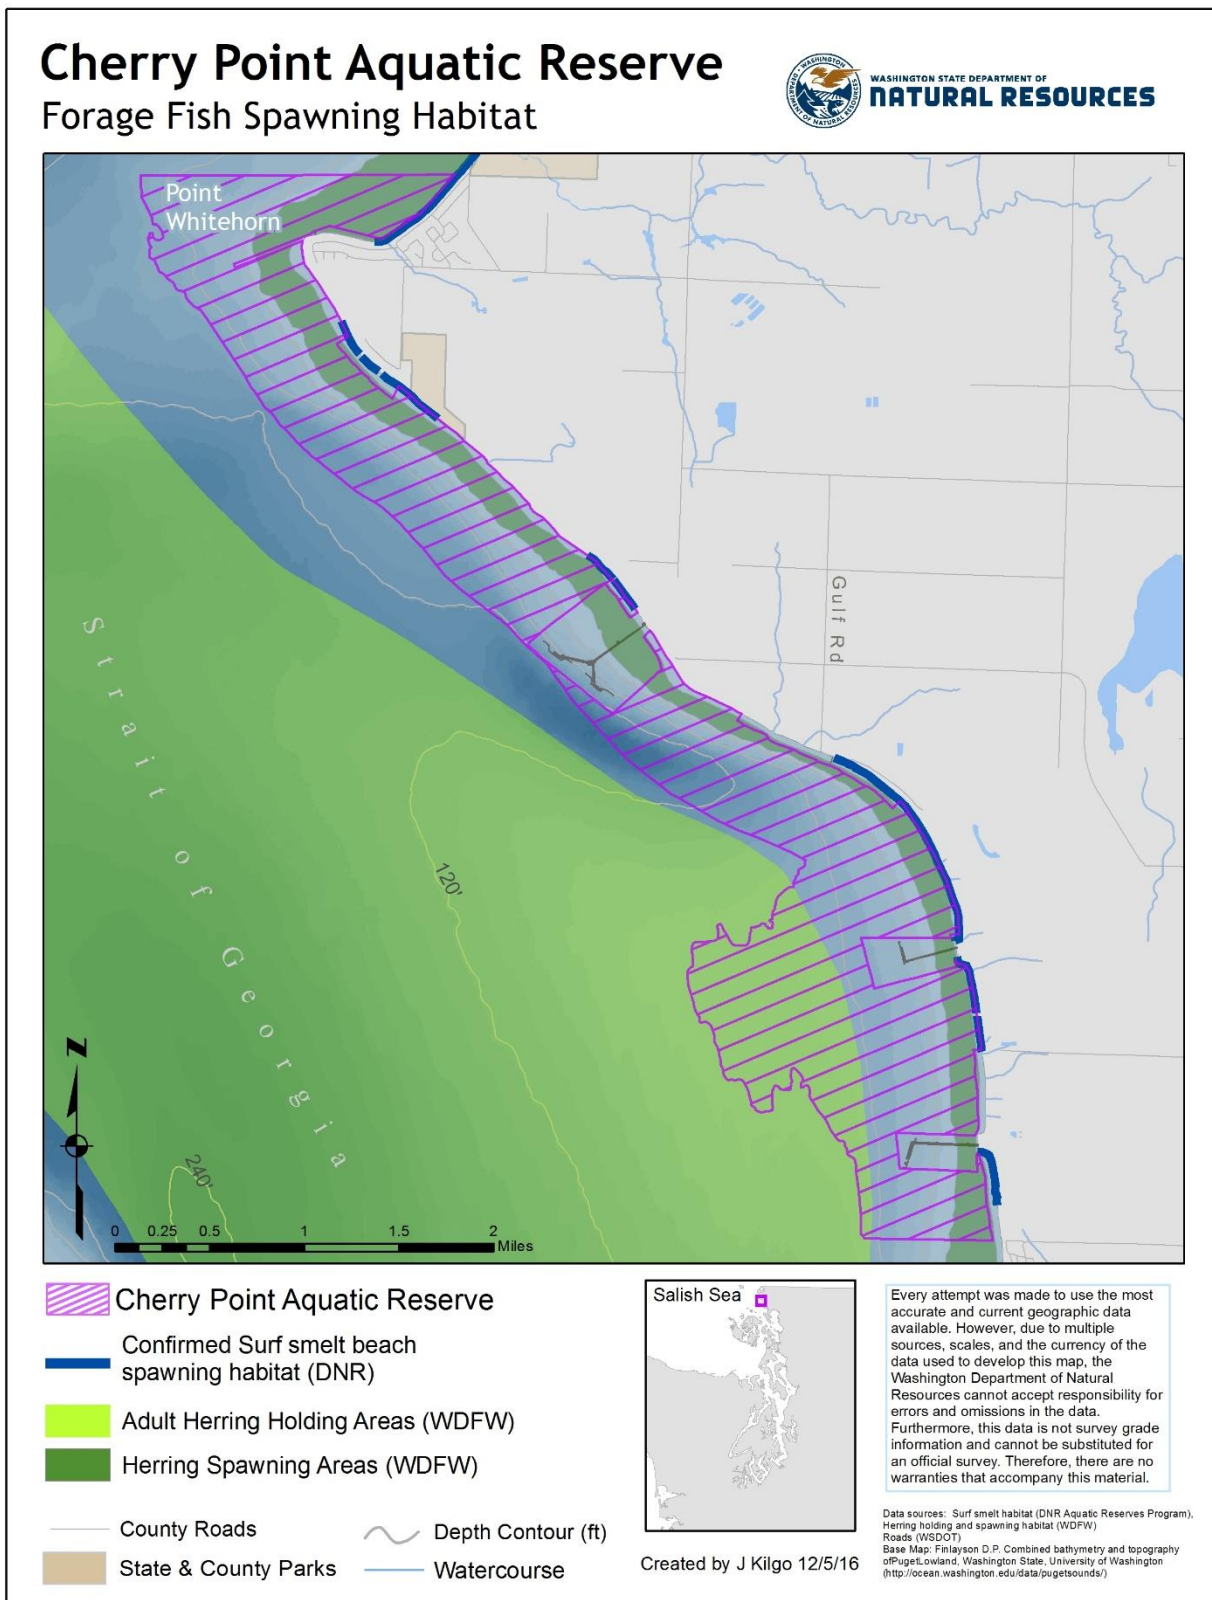 Cherry Point Aquatic Reserve
Forage Fish Spawning Habitat
WASHINGTON STATE DEPARTMENT OF
NATURAL RESOURCES
WASHINGTON
DEPARTMENT OF NATURAL RESOURCES
Point
Whitehorn
Gulf Rd
Strait of Georgia
120'
240'
N
0 0.25 0.5 1 1.5 2
Miles
Cherry Point Aquatic Reserve
Confirmed Surf smelt beach
spawning habitat (DNR)
Adult Herring Holding Areas (WDFW)
Herring Spawning Areas (WDFW)
County Roads
Depth Contour (ft)
State & County Parks
Watercourse
Salish Sea
Created by J Kilgo 12/5/16
Every attempt was made to use the most
accurate and current geographic data
available. However, due to multiple
sources, scales, and the currency of the
data used to develop this map, the
Washington Department of Natural
Resources cannot accept responsibility for
errors and omissions in the data.
Furthermore, this data is not survey grade
information and cannot be substituted for
an official survey. Therefore, there are no
warranties that accompany this material.
Data sources: Surf smelt habitat (DNR Aquatic Reserves Program),
Herring holding and spawning habitat (WDFW)
Roads (WSDOT)
Base Map: Finlayson D.P. Combined bathymetry and topography
ofPugetLowland, Washington State, University of Washington
(http://ocean.washington.edu/data/pugetsounds/)